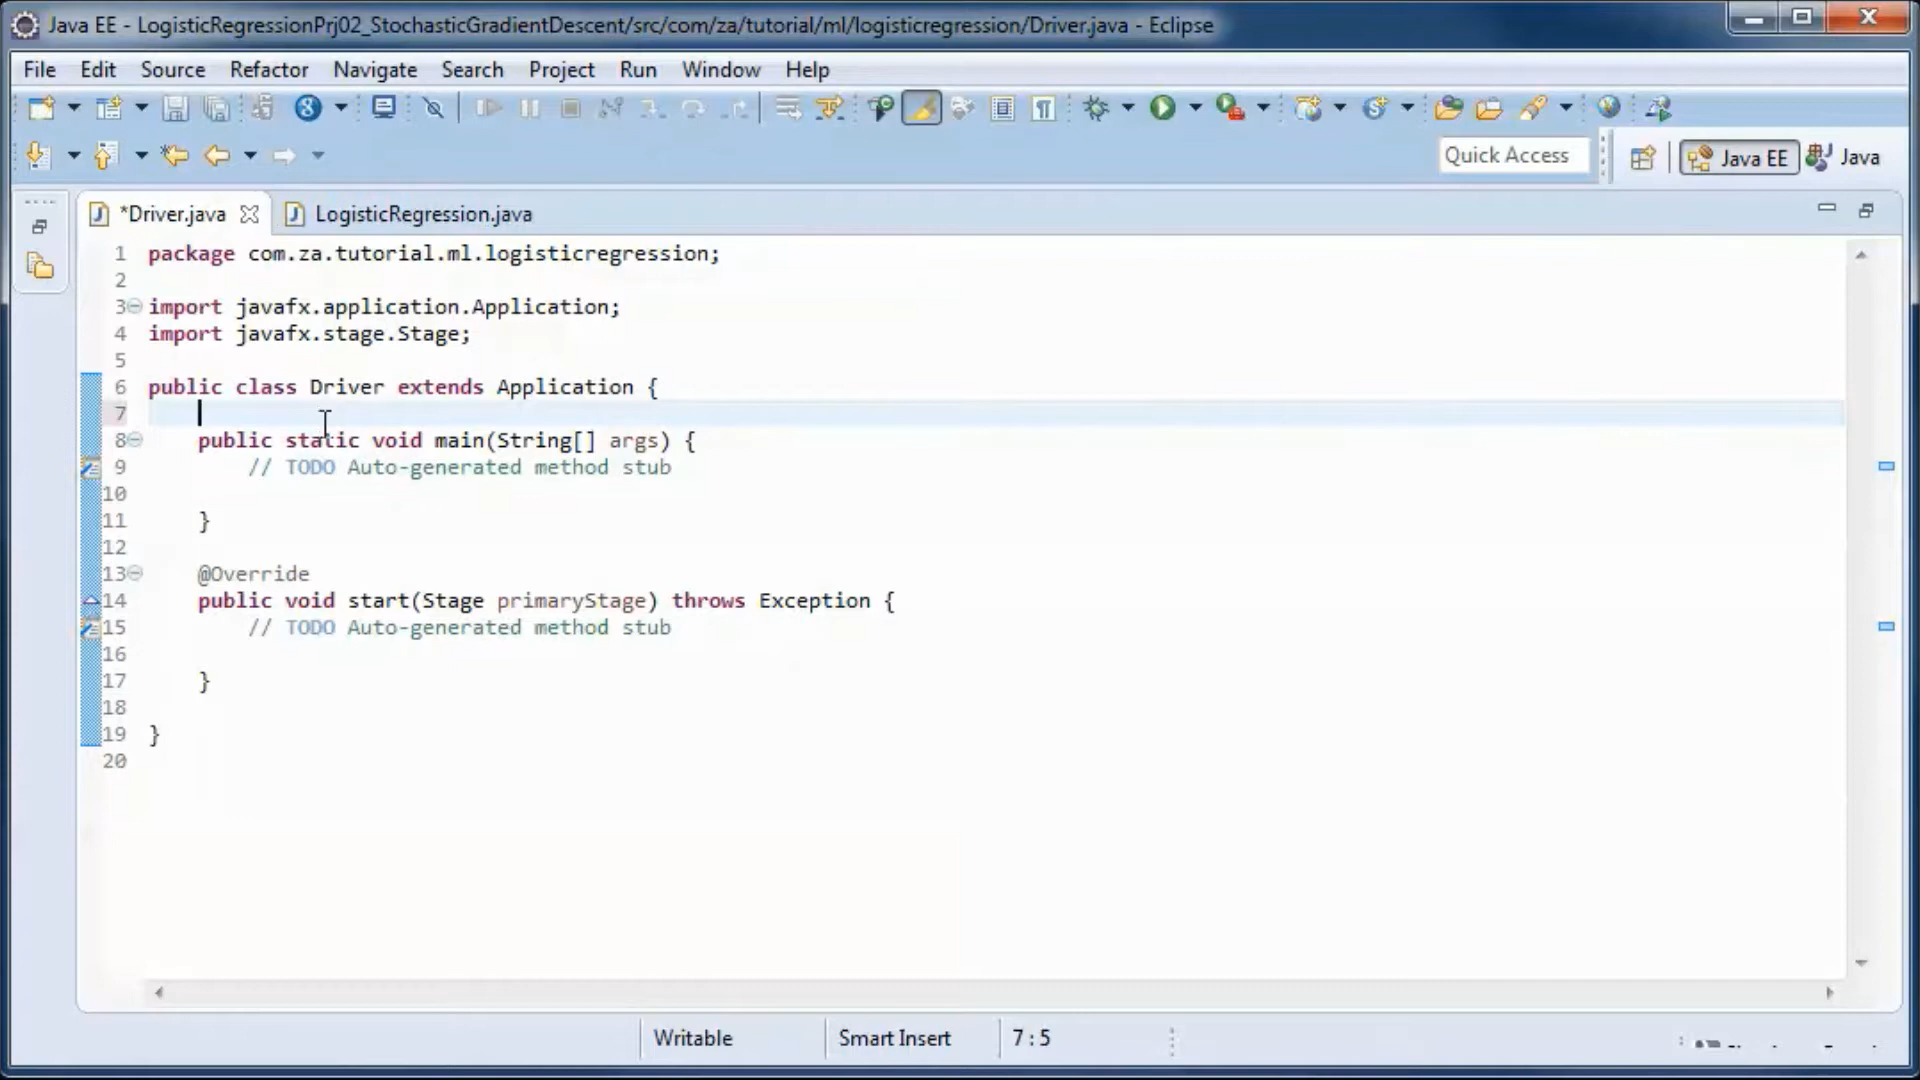 Java EE - LogisticRegressionPrj02_StochasticGradientDescent/src/com/za/tutorial/ml/logisticregression/Driver.java - Eclipse
File Edit Source Refactor Navigate Search Project Run Window Help
Quick Access Java EE Java
*Driver.java LogisticRegression.java
1 package com.za.tutorial.ml.logisticregression;
2
3 import javafx.application.Application;
4 import javafx.stage.Stage;
5
6 public class Driver extends Application {
7
8 public static void main(String[] args) {
9 // TODO Auto-generated method stub
10
11 }
12
13 @Override
14 public void start(Stage primaryStage) throws Exception {
15 // TODO Auto-generated method stub
16
17 }
18
19 }
20
Writable Smart Insert 7 : 5